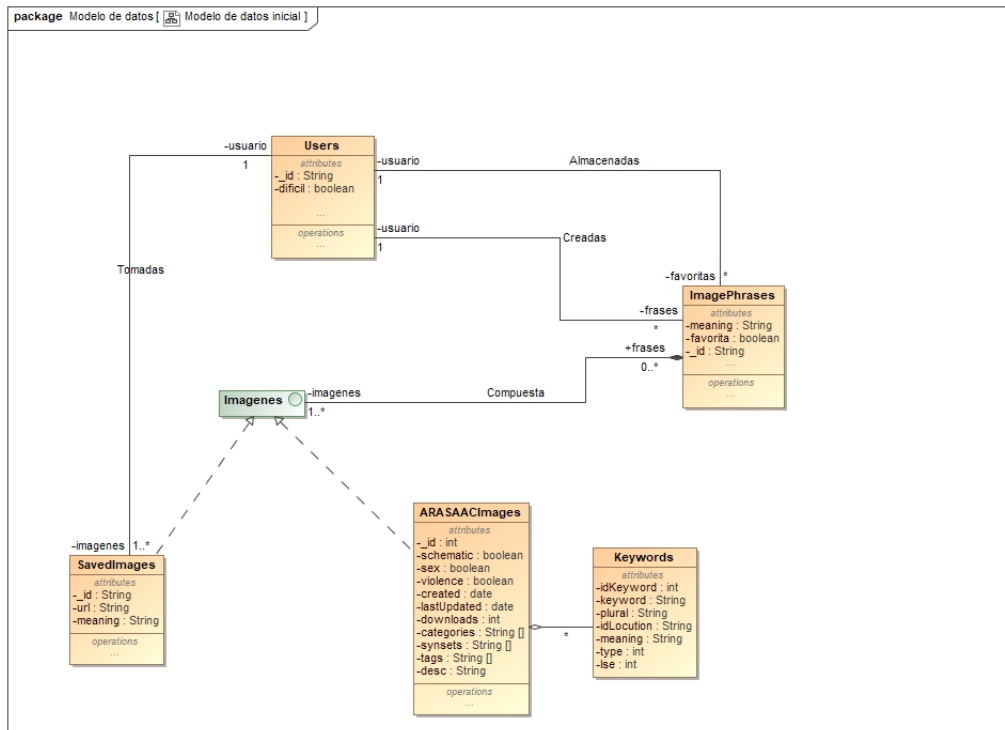 package Modelo de datos [ Modelo de datos inicial ]
Users
attributes
-_id : String
-dificil : boolean
...
operations
...
-usuario
1
-usuario
1
Almacenadas
-usuario
1
Creadas
Tomadas
-favoritas *
ImagePhrases
attributes
-meaning : String
-favorita : boolean
-_id : String
...
operations
...
-frases
*
+frases
0..*
Imagenes
-imagenes
1..*
Compuesta
-imagenes 1..*
SavedImages
attributes
-_id : String
-url : String
-meaning : String
operations
...
ARASAACImages
attributes
-_id : int
-schematic : boolean
-sex : boolean
-violence : boolean
-created : date
-lastUpdated : date
-downloads : int
-categories : String []
-synsets : String []
-tags : String []
-desc : String
operations
...
*
Keywords
attributes
-idKeyword : int
-keyword : String
-plural : String
-idLocution : String
-meaning : String
-type : int
-lse : int